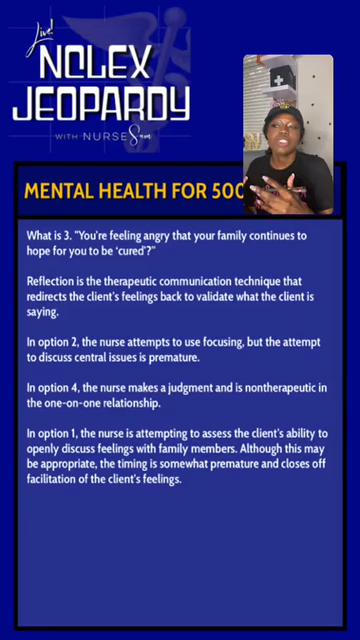 Live!
NCLEX
JEOPARDY
WITH NURSE Sam
MENTAL HEALTH FOR 500
What is 3. "You're feeling angry that your family continues to
hope for you to be ‘cured’?"
Reflection is the therapeutic communication technique that
redirects the client's feelings back to validate what the client is
saying.
In option 2, the nurse attempts to use focusing, but the attempt
to discuss central issues is premature.
In option 4, the nurse makes a judgment and is nontherapeutic in
the one-on-one relationship.
In option 1, the nurse is attempting to assess the client's ability to
openly discuss feelings with family members. Although this may
be appropriate, the timing is somewhat premature and closes off
facilitation of the client's feelings.